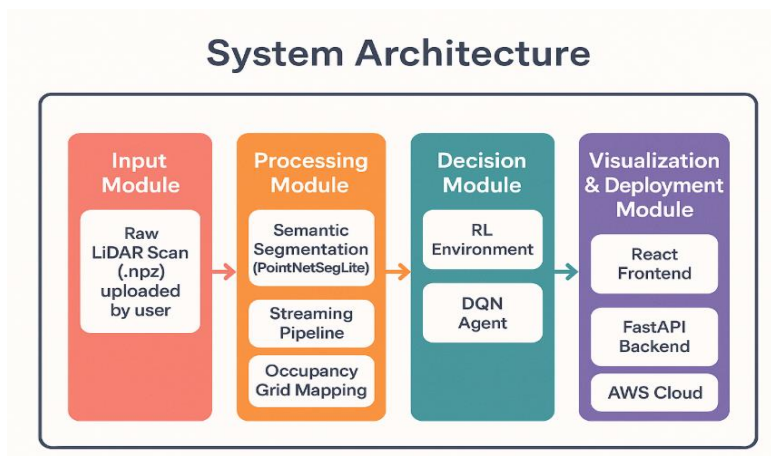 System Architecture
Input
Module
Raw
LiDAR Scan
(.npz)
uploaded
by user
Processing
Module
Semantic
Segmentation
(PointNetSegLite)
Streaming
Pipeline
Occupancy
Grid Mapping
Decision
Module
RL
Environment
DQN
Agent
Visualization
& Deployment
Module
React
Frontend
FastAPI
Backend
AWS Cloud